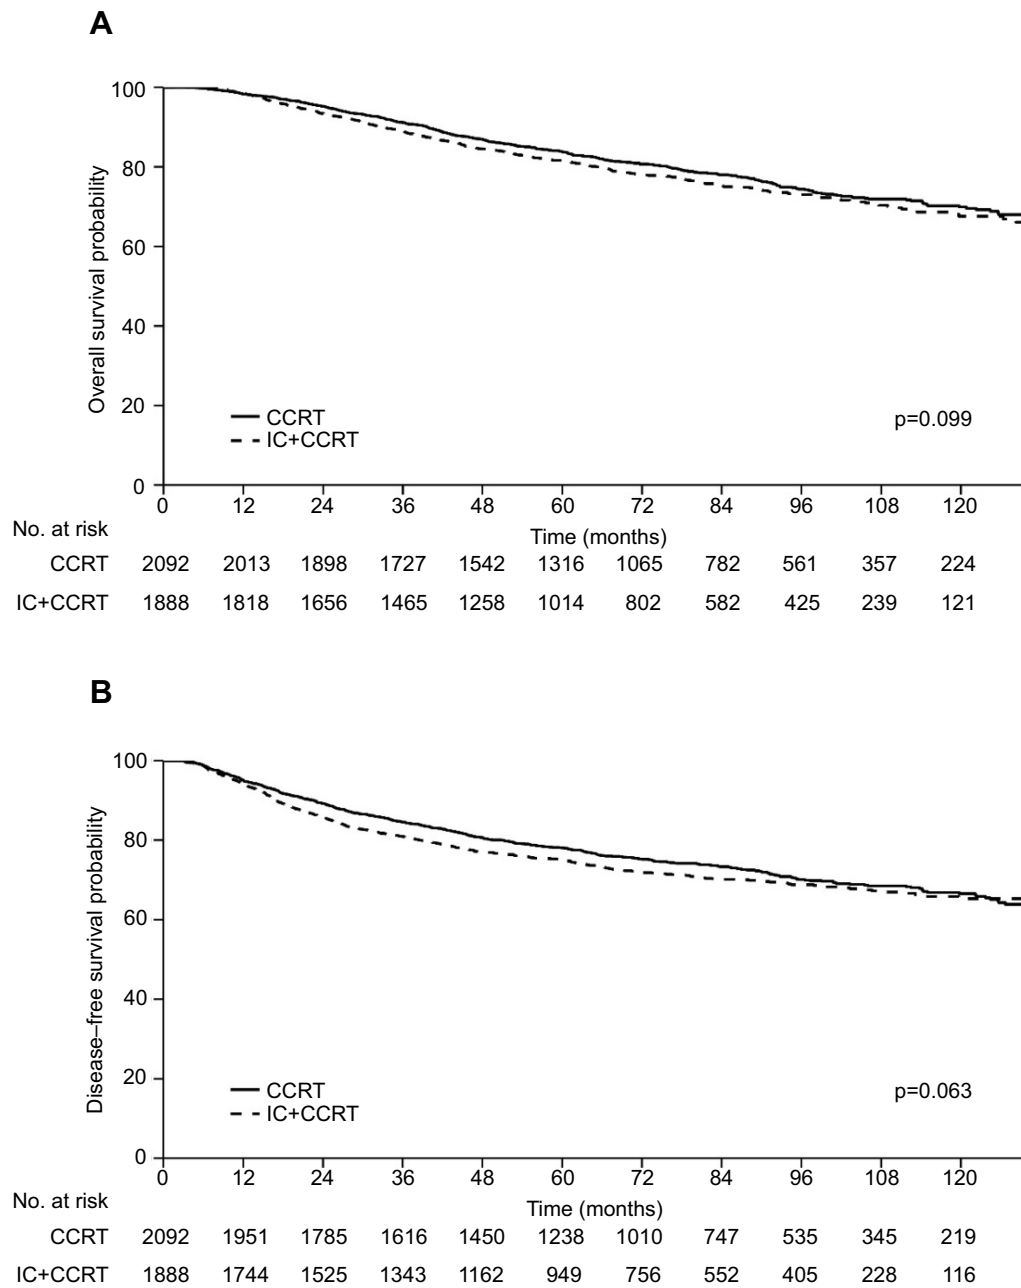 A
Overall survival probability
100
80
60
40
20
0
CCRT
IC+CCRT
p=0.099
0 12 24 36 48 60 72 84 96 108 120
Time (months)
No. at risk
CCRT 2092 2013 1898 1727 1542 1316 1065 782 561 357 224
IC+CCRT 1888 1818 1656 1465 1258 1014 802 582 425 239 121
B
Disease–free survival probability
100
80
60
40
20
0
CCRT
IC+CCRT
p=0.063
0 12 24 36 48 60 72 84 96 108 120
Time (months)
No. at risk
CCRT 2092 1951 1785 1616 1450 1238 1010 747 535 345 219
IC+CCRT 1888 1744 1525 1343 1162 949 756 552 405 228 116